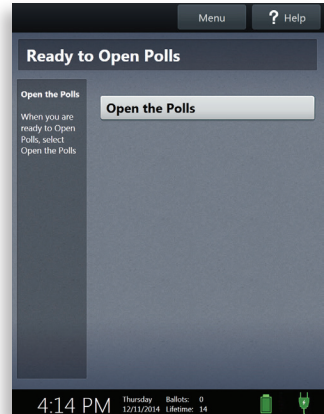 Menu
? Help
Ready to Open Polls
Open the Polls
When you are
ready to Open
Polls, select
Open the Polls
Open the Polls
4:14 PM
Thursday Ballots: 0
12/11/2014 Lifetime: 14